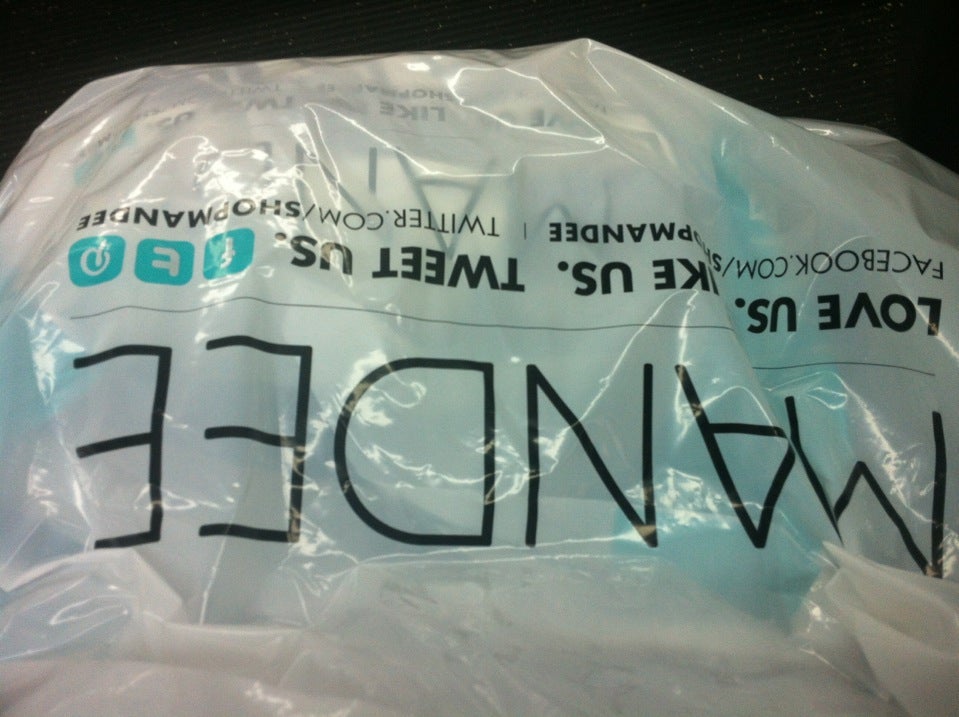 MANDEE
LOVE US. LIKE US. TWEET US.
FACEBOOK.COM/SHOPMANDEE | TWITTER.COM/SHOPMANDEE